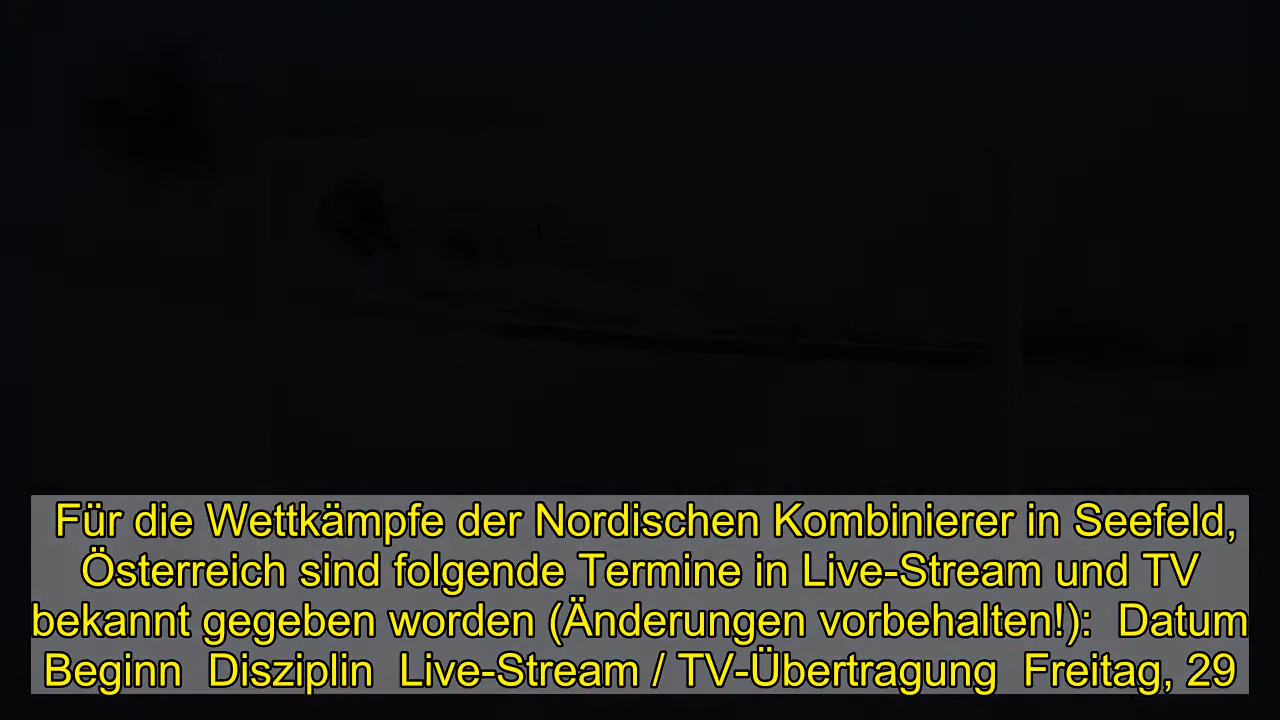 Für die Wettkämpfe der Nordischen Kombinierer in Seefeld,
Österreich sind folgende Termine in Live-Stream und TV
bekannt gegeben worden (Änderungen vorbehalten!):  Datum
Beginn  Disziplin  Live-Stream / TV-Übertragung  Freitag, 29